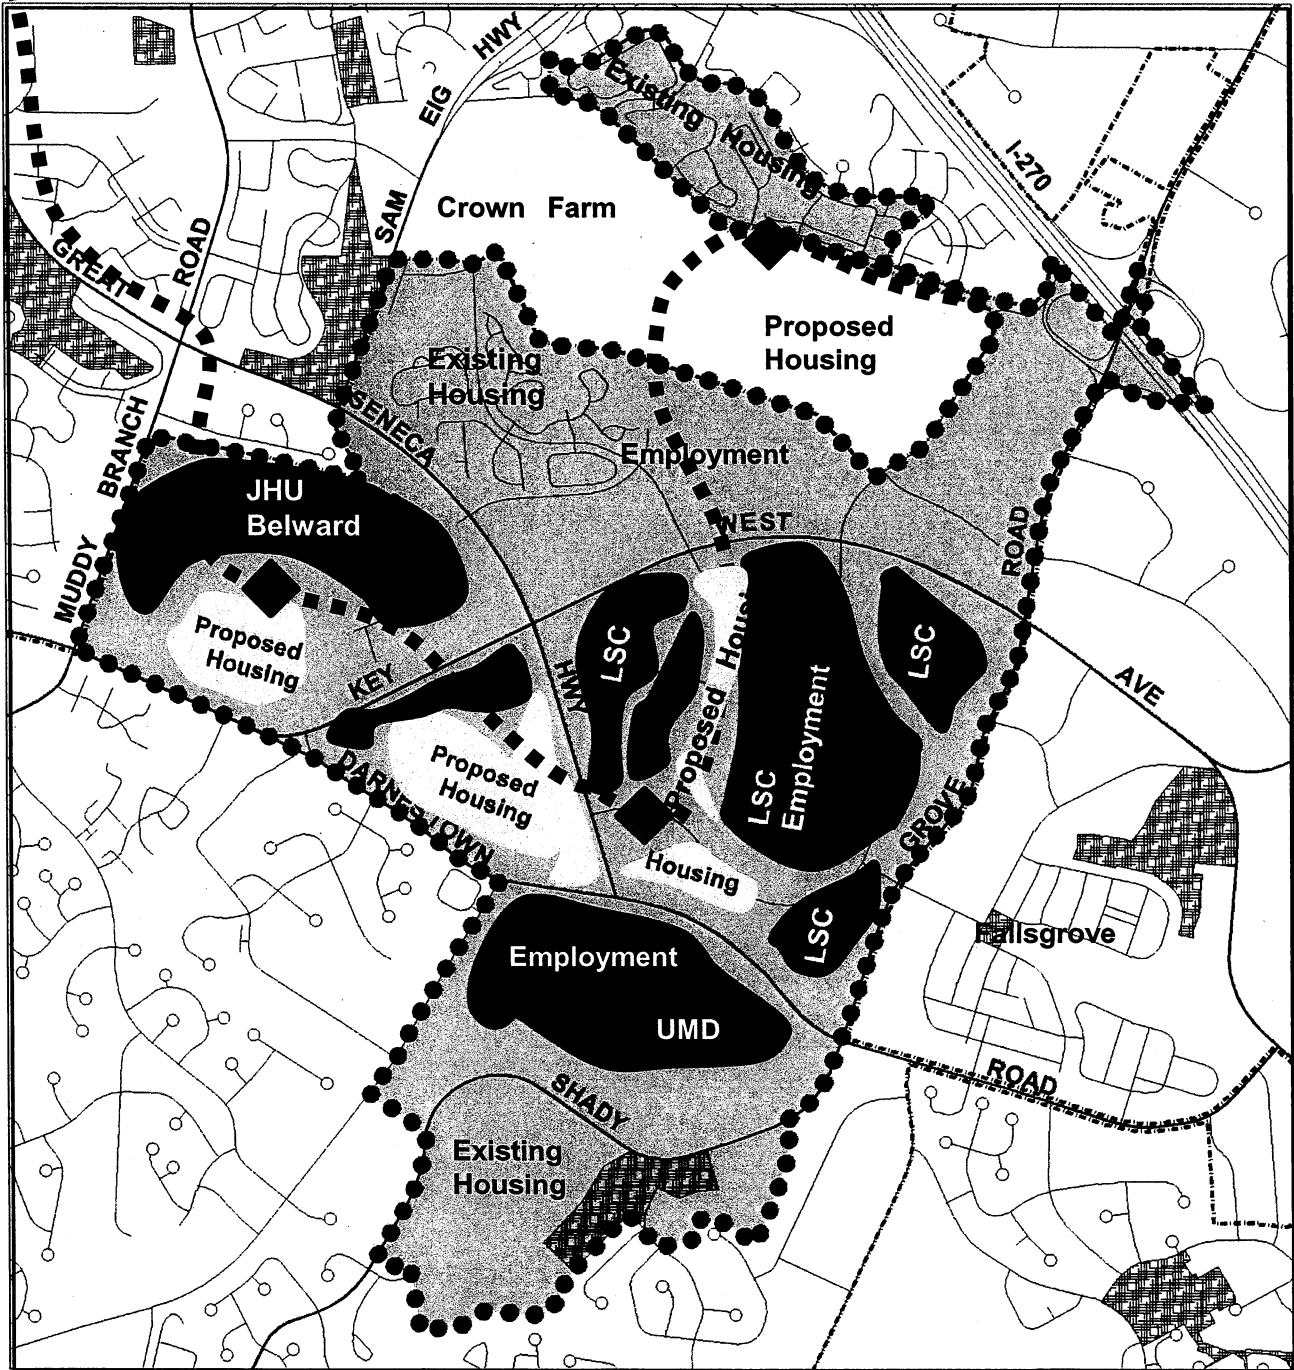 HWY
EIG
SAM
Existing
Housing
I-270
Crown Farm
ROAD
GREAT
Proposed
Housing
Existing
Housing
SENECA
Employment
BRANCH
JHU
Belward
WEST
ROAD
MUDDY
Proposed
Housing
KEY
HWY
LSC
Proposed Housi
LSC
Employment
LSC
AVE
DARNESTOWN
Proposed
Housing
GROVE
Housing
LSC
Fallsgrove
Employment
UMD
ROAD
SHADY
Existing
Housing